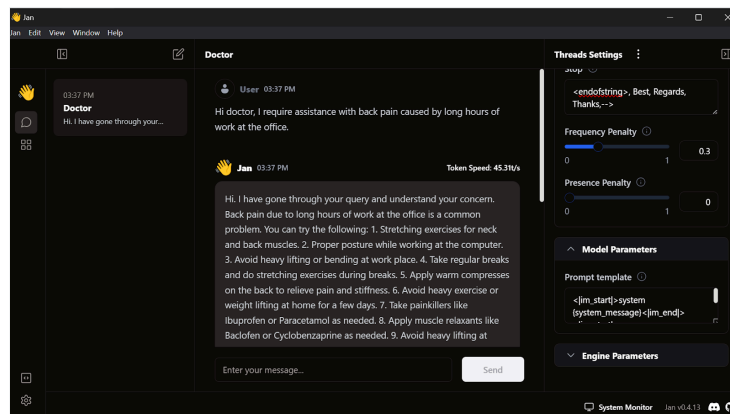 Jan
Jan Edit View Window Help
Doctor
Threads Settings
03:37 PM
Doctor
Hi. I have gone through your...
User 03:37 PM
Hi doctor, I require assistance with back pain caused by long hours of
work at the office.
Jan 03:37 PM
Token Speed: 45.31t/s
Hi. I have gone through your query and understand your concern.
Back pain due to long hours of work at the office is a common
problem. You can try the following: 1. Stretching exercises for neck
and back muscles. 2. Proper posture while working at the computer.
3. Avoid heavy lifting or bending at work place. 4. Take regular breaks
and do stretching exercises during breaks. 5. Apply warm compresses
on the back to relieve pain and stiffness. 6. Avoid heavy exercise or
weight lifting at home for a few days. 7. Take painkillers like
Ibuprofen or Paracetamol as needed. 8. Apply muscle relaxants like
Baclofen or Cyclobenzaprine as needed. 9. Avoid heavy lifting at
Enter your message...
Send
Stop
<endofstring>, Best, Regards,
Thanks,-->
Frequency Penalty
0.3
0 1
Presence Penalty
0
0 1
Model Parameters
Prompt template
<|im_start|>system
{system_message}<|im_end|>
Engine Parameters
System Monitor
Jan v0.4.13